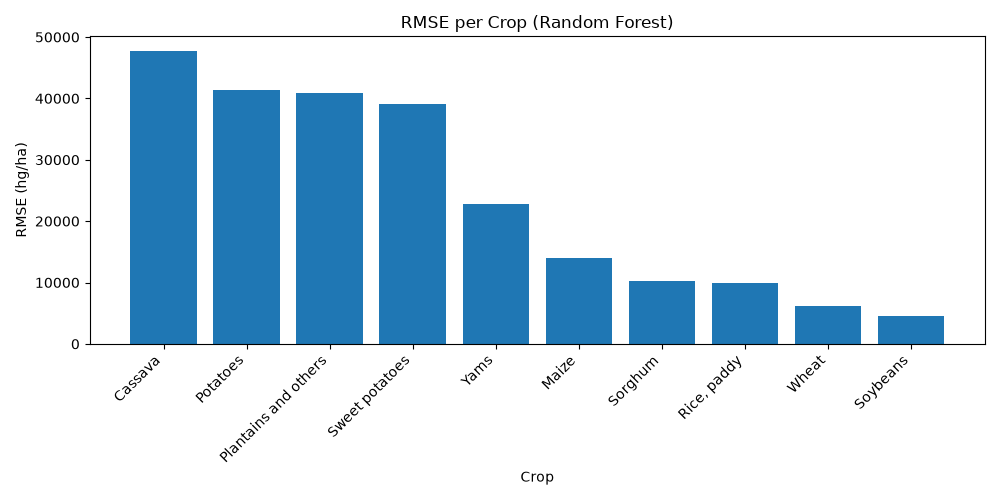 RMSE per Crop (Random Forest)
RMSE (hg/ha)
50000
40000
30000
20000
10000
0
Cassava
Potatoes
Plantains and others
Sweet potatoes
Yams
Maize
Sorghum
Rice, paddy
Wheat
Soybeans
Crop